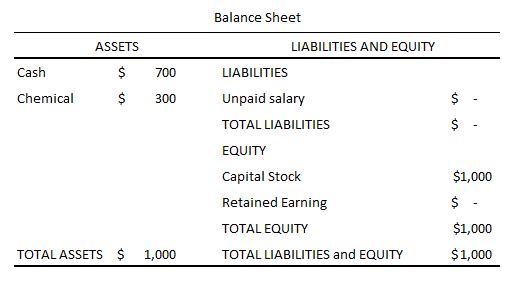 Balance Sheet
ASSETS LIABILITIES AND EQUITY
Cash $ 700 LIABILITIES
Chemical $ 300 Unpaid salary $ -
TOTAL LIABILITIES $ -
EQUITY
Capital Stock $1,000
Retained Earning $ -
TOTAL EQUITY $1,000
TOTAL ASSETS $ 1,000 TOTAL LIABILITIES and EQUITY $1,000